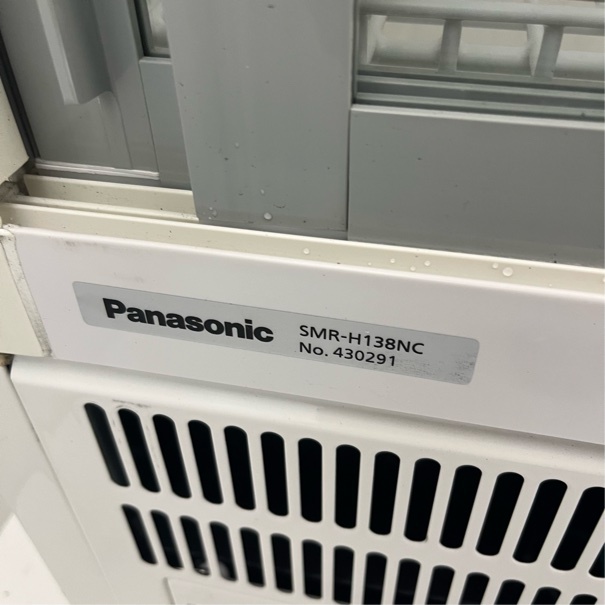 Panasonic SMR-H138NC
No. 430291